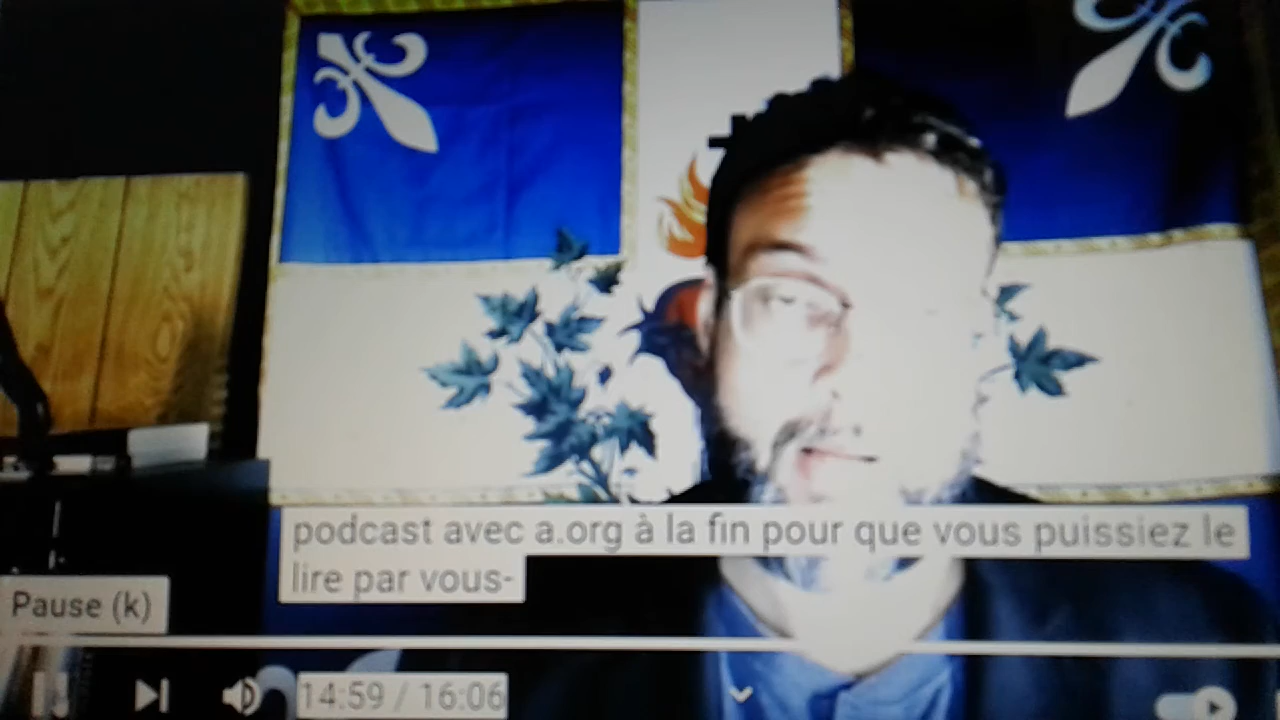 podcast avec a.org à la fin pour que vous puissiez le
lire par vous-
Pause (k)
14:59 / 16:06